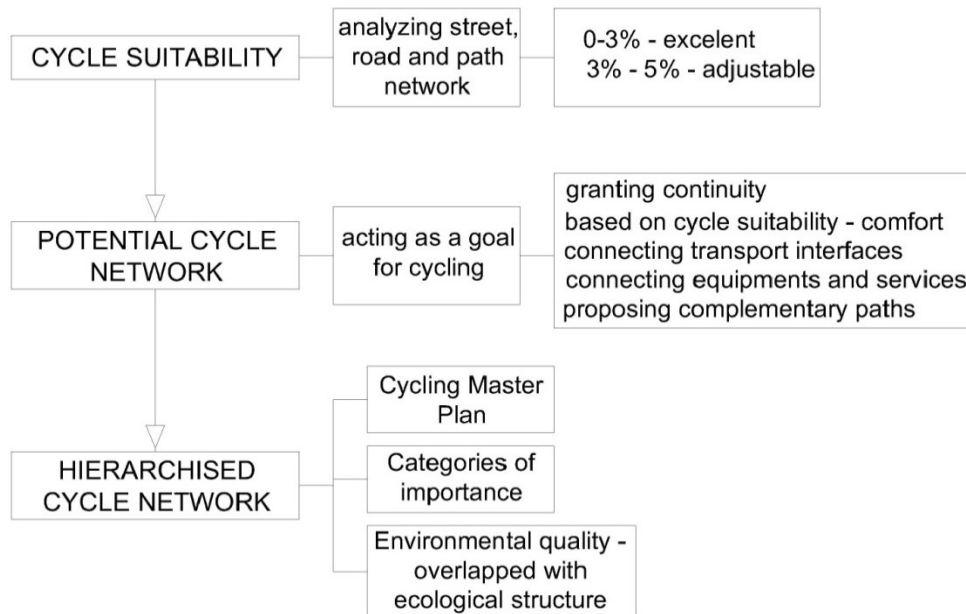 CYCLE SUITABILITY
analyzing street,
road and path
network
0-3% - excelent
3% - 5% - adjustable
POTENTIAL CYCLE
NETWORK
acting as a goal
for cycling
granting continuity
based on cycle suitability - comfort
connecting transport interfaces
connecting equipments and services
proposing complementary paths
HIERARCHISED
CYCLE NETWORK
Cycling Master
Plan
Categories of
importance
Environmental quality -
overlapped with
ecological structure